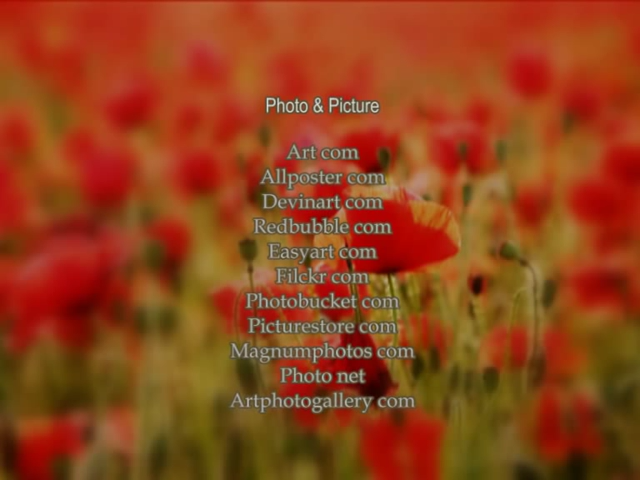 Photo & Picture
Art com
Allposter com
Devinart com
Redbubble com
Easyart com
Filckr com
Photobucket com
Picturestore com
Magnumphotos com
Photo net
Artphotogallery com